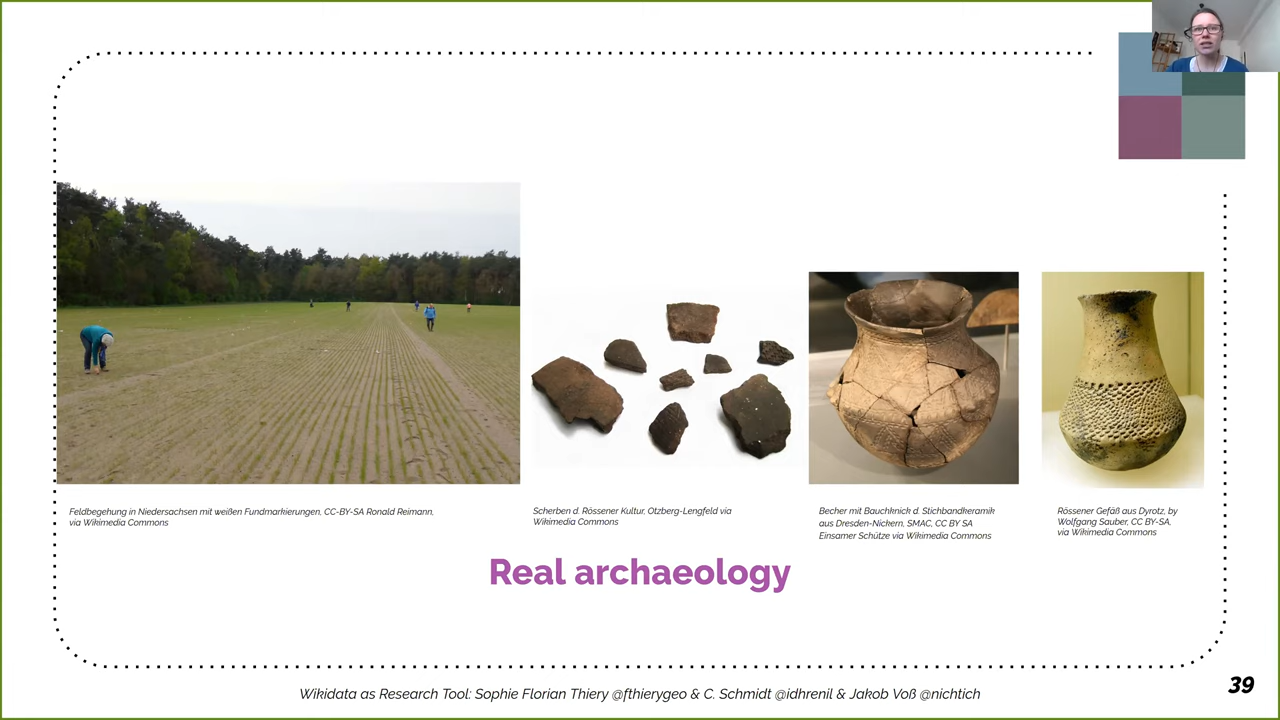 Feldbegehung in Niedersachsen mit weißen Fundmarkierungen, CC-BY-SA Ronald Reimann,
via Wikimedia Commons
Scherben d. Rössener Kultur, Otzberg-Lengfeld via
Wikimedia Commons
Becher mit Bauchknick d. Stichbandkeramik
aus Dresden-Nickern, SMAC, CC BY SA
Einsamer Schütze via Wikimedia Commons
Rössener Gefäß aus Dyrotz, by
Wolfgang Sauber, CC BY-SA,
via Wikimedia Commons
Real archaeology
Wikidata as Research Tool: Sophie Florian Thiery @fthierygeo & C. Schmidt @idhrenil & Jakob Voß @nichtich
39